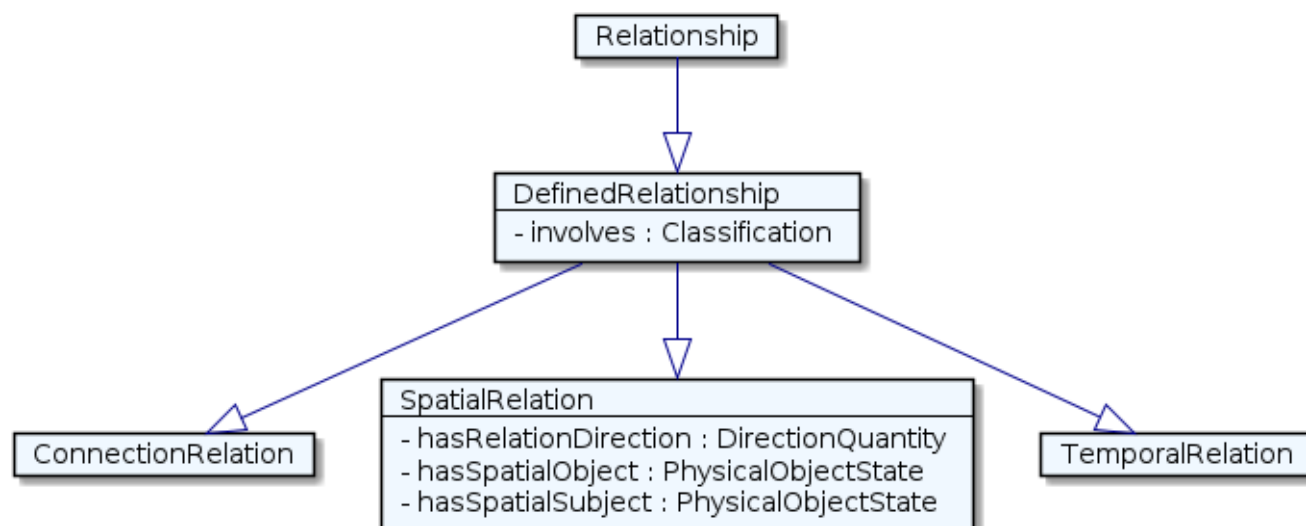 Relationship
DefinedRelationship
- involves : Classification
SpatialRelation
- hasRelationDirection : DirectionQuantity
- hasSpatialObject : PhysicalObjectState
- hasSpatialSubject : PhysicalObjectState
ConnectionRelation
TemporalRelation